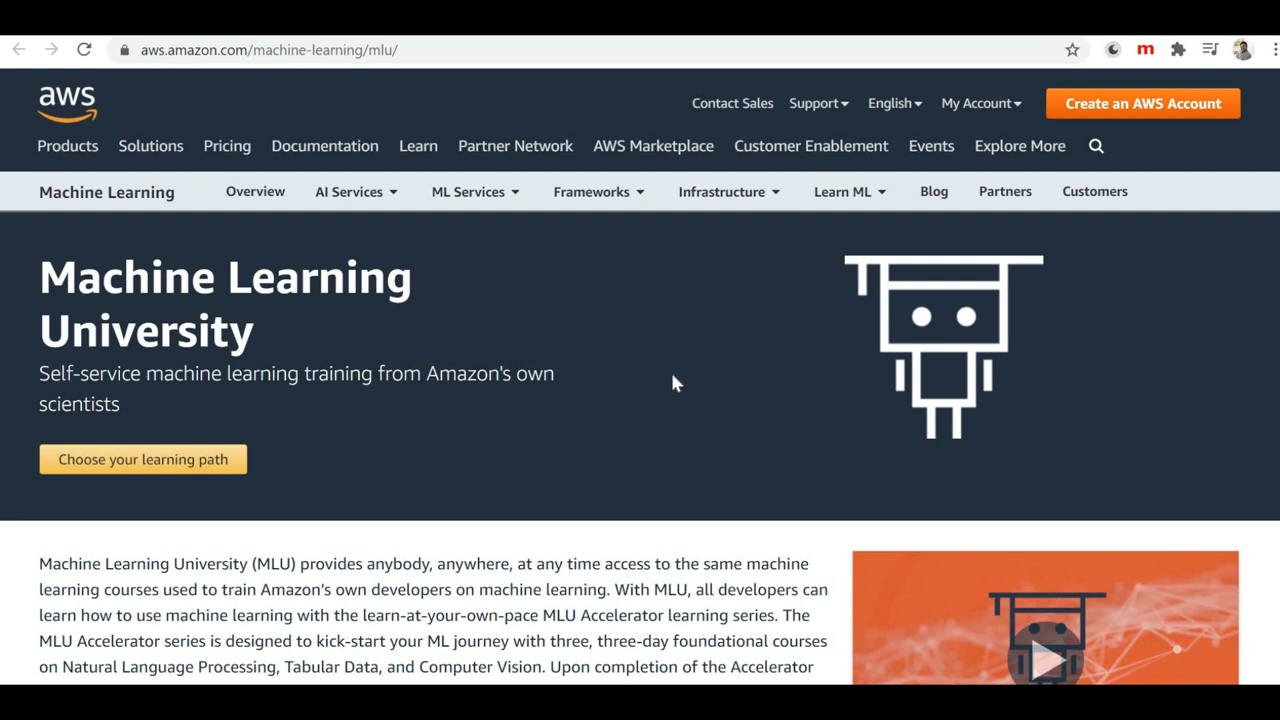 aws.amazon.com/machine-learning/mlu/
m
aws
Contact Sales Support English My Account Create an AWS Account
Products Solutions Pricing Documentation Learn Partner Network AWS Marketplace Customer Enablement Events Explore More
Machine Learning Overview AI Services ML Services Frameworks Infrastructure Learn ML Blog Partners Customers
Machine Learning
University
Self-service machine learning training from Amazon's own
scientists
Choose your learning path
Machine Learning University (MLU) provides anybody, anywhere, at any time access to the same machine
learning courses used to train Amazon's own developers on machine learning. With MLU, all developers can
learn how to use machine learning with the learn-at-your-own-pace MLU Accelerator learning series. The
MLU Accelerator series is designed to kick-start your ML journey with three, three-day foundational courses
on Natural Language Processing, Tabular Data, and Computer Vision. Upon completion of the Accelerator